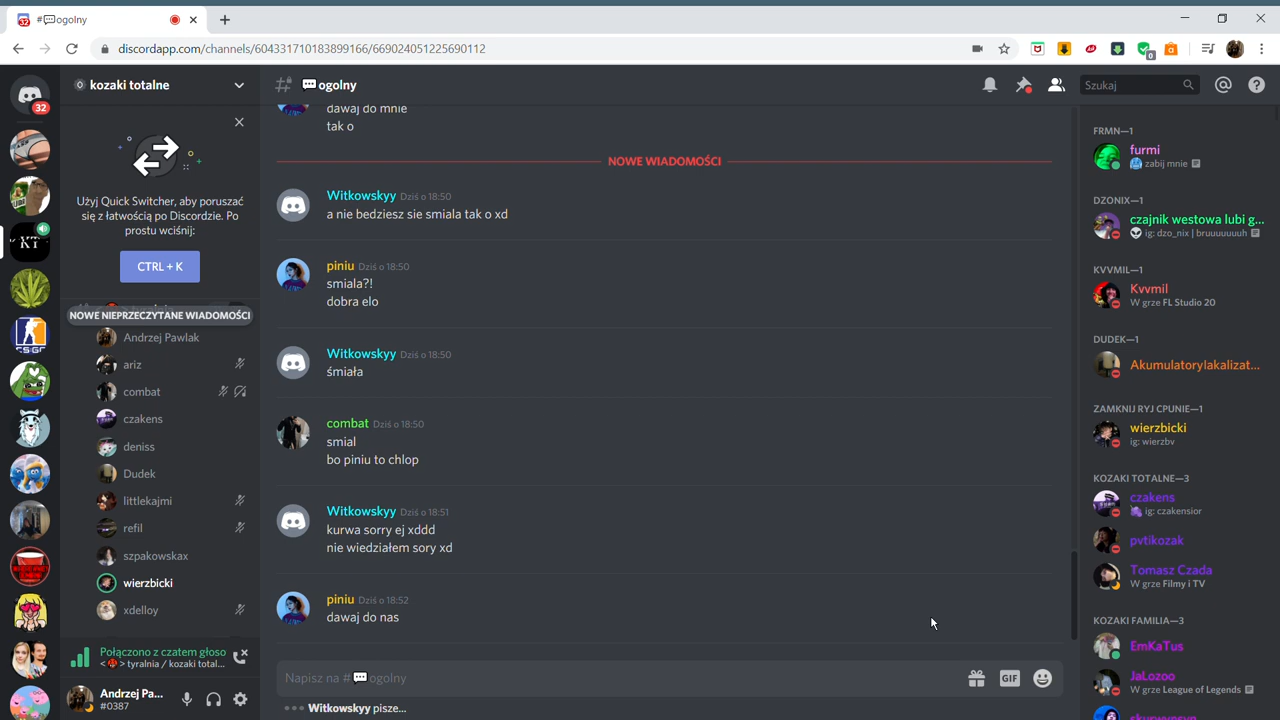 #💬ogolny
discordapp.com/channels/604331710183899166/669024051225690112
0
32
KT
kozaki totalne
Użyj Quick Switcher, aby poruszać
się z łatwością po Discordzie. Po
prostu wciśnij:
CTRL + K
NOWE NIEPRZECZYTANE WIADOMOŚCI
Andrzej Pawlak
ariz
combat
czakens
deniss
Dudek
littlekajmi
refil
szpakowskax
wierzbicki
xdelloy
Połączono z czatem głoso
<🔴> tyralnia / kozaki total...
Andrzej Pa...
#0387
💬ogolny
Szukaj
dawaj do mnie
tak o
NOWE WIADOMOŚCI
Witkowskyy Dziś o 18:50
a nie bedziesz sie smiala tak o xd
piniu Dziś o 18:50
smiala?!
dobra elo
Witkowskyy Dziś o 18:50
śmiała
combat Dziś o 18:50
smial
bo piniu to chlop
Witkowskyy Dziś o 18:51
kurwa sorry ej xddd
nie wiedziałem sory xd
piniu Dziś o 18:52
dawaj do nas
Napisz na #💬ogolny
GIF
Witkowskyy pisze...
FRMN—1
furmi
zabij mnie
DZONIX—1
czajnik westowa lubi g...
👽 ig: dzo_nix | bruuuuuuuh
KVVMIL—1
Kvvmil
W grze FL Studio 20
DUDEK—1
Akumulatorylakalizat...
ZAMKNIJ RYJ CPUNIE—1
wierzbicki
ig: wierzbv
KOZAKI TOTALNE—3
czakens
ig: czakensior
pvtikozak
Tomasz Czada
W grze Filmy i TV
KOZAKI FAMILIA—3
EmKaTus
JaLozoo
W grze League of Legends